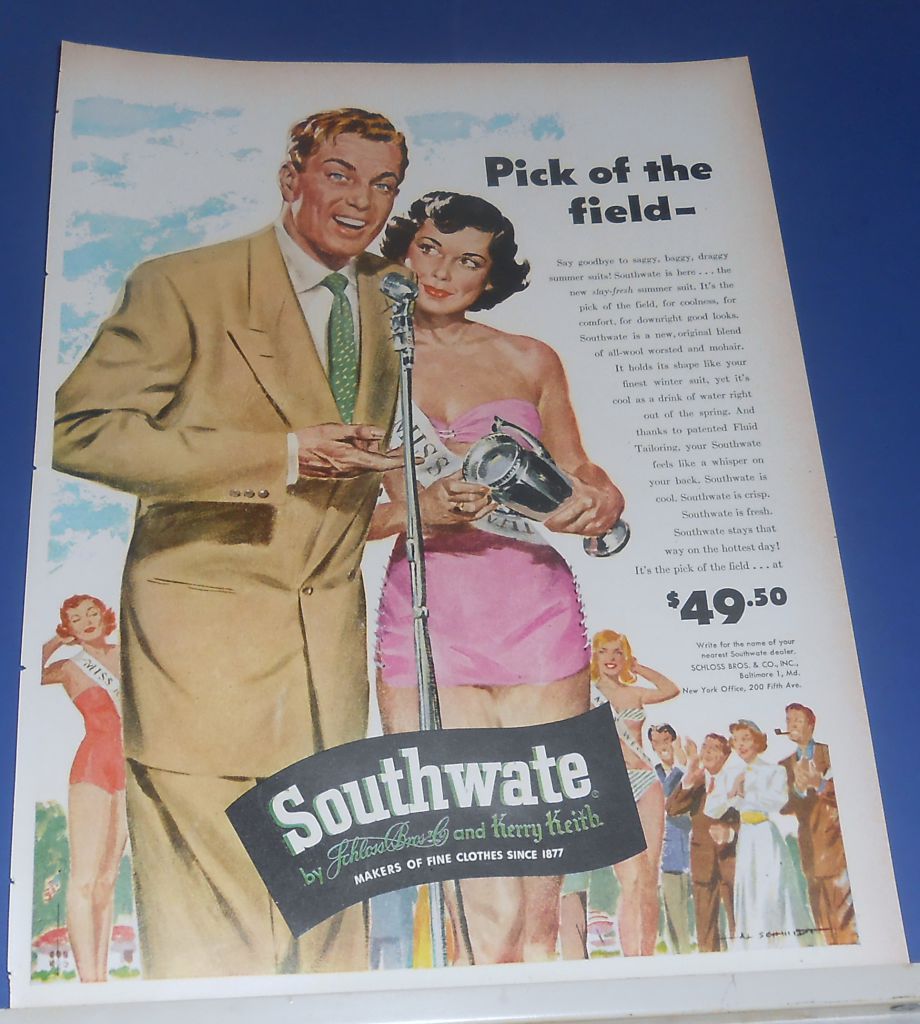 Pick of the
field-
Say goodbye to saggy, baggy, draggy
summer suits! Southwate is here . . . the
new stay-fresh summer suit. It's the
pick of the field, for coolness, for
comfort, for downright good looks.
Southwate is a new, original blend
of all-wool worsted and mohair.
It holds its shape like your
finest winter suit, yet it's
cool as a drink of water right
out of the spring. And
thanks to patented Fluid
Tailoring, your Southwate
feels like a whisper on
your back. Southwate is
cool. Southwate is crisp.
Southwate is fresh.
Southwate stays that
way on the hottest day!
It's the pick of the field . . . at
$49.50
Write for the name of your
nearest Southwate dealer,
SCHLOSS BROS. & CO., INC.,
Baltimore 1, Md.
New York Office, 200 Fifth Ave.
MISS
MISS
Southwate®
by Schloss Bros & Co and Kerry Keith
MAKERS OF FINE CLOTHES SINCE 1877